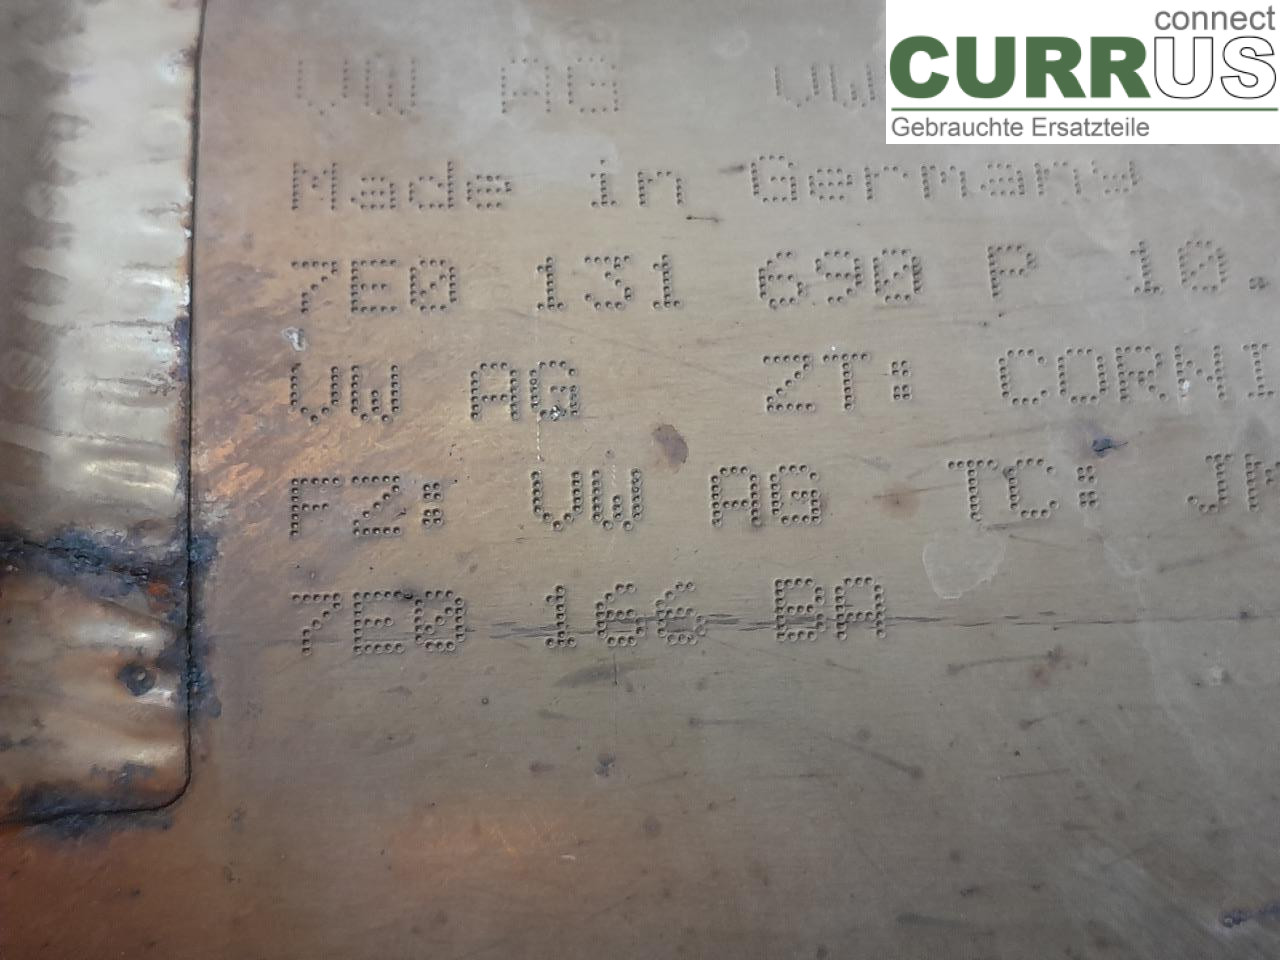 connect
CURRUS
Gebrauchte Ersatzteile
VW AG VW
Made in Germany
7E0 131 690 P 10.
VW AG ZT: CORNI
FZ: VW AG TC: JM
7E0 166 BA